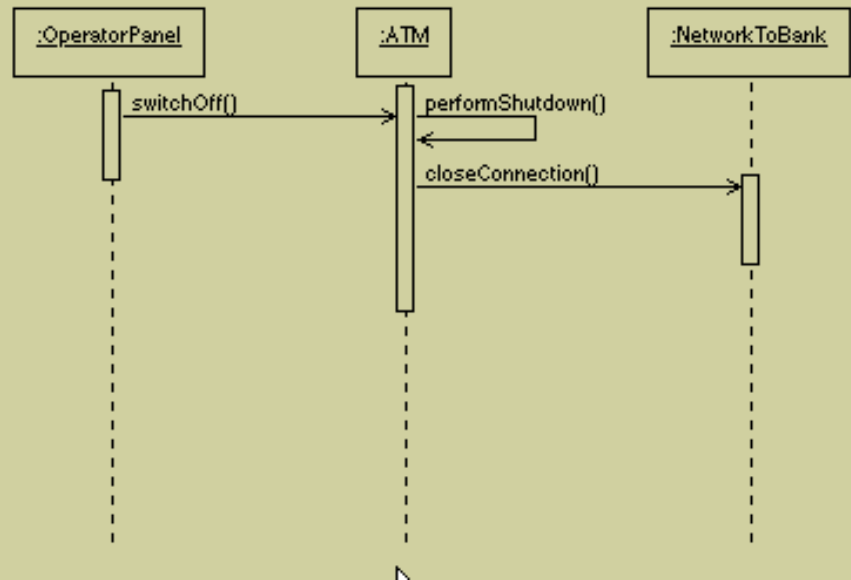 :OperatorPanel
:ATM
:NetworkToBank
switchOff()
performShutdown()
closeConnection()